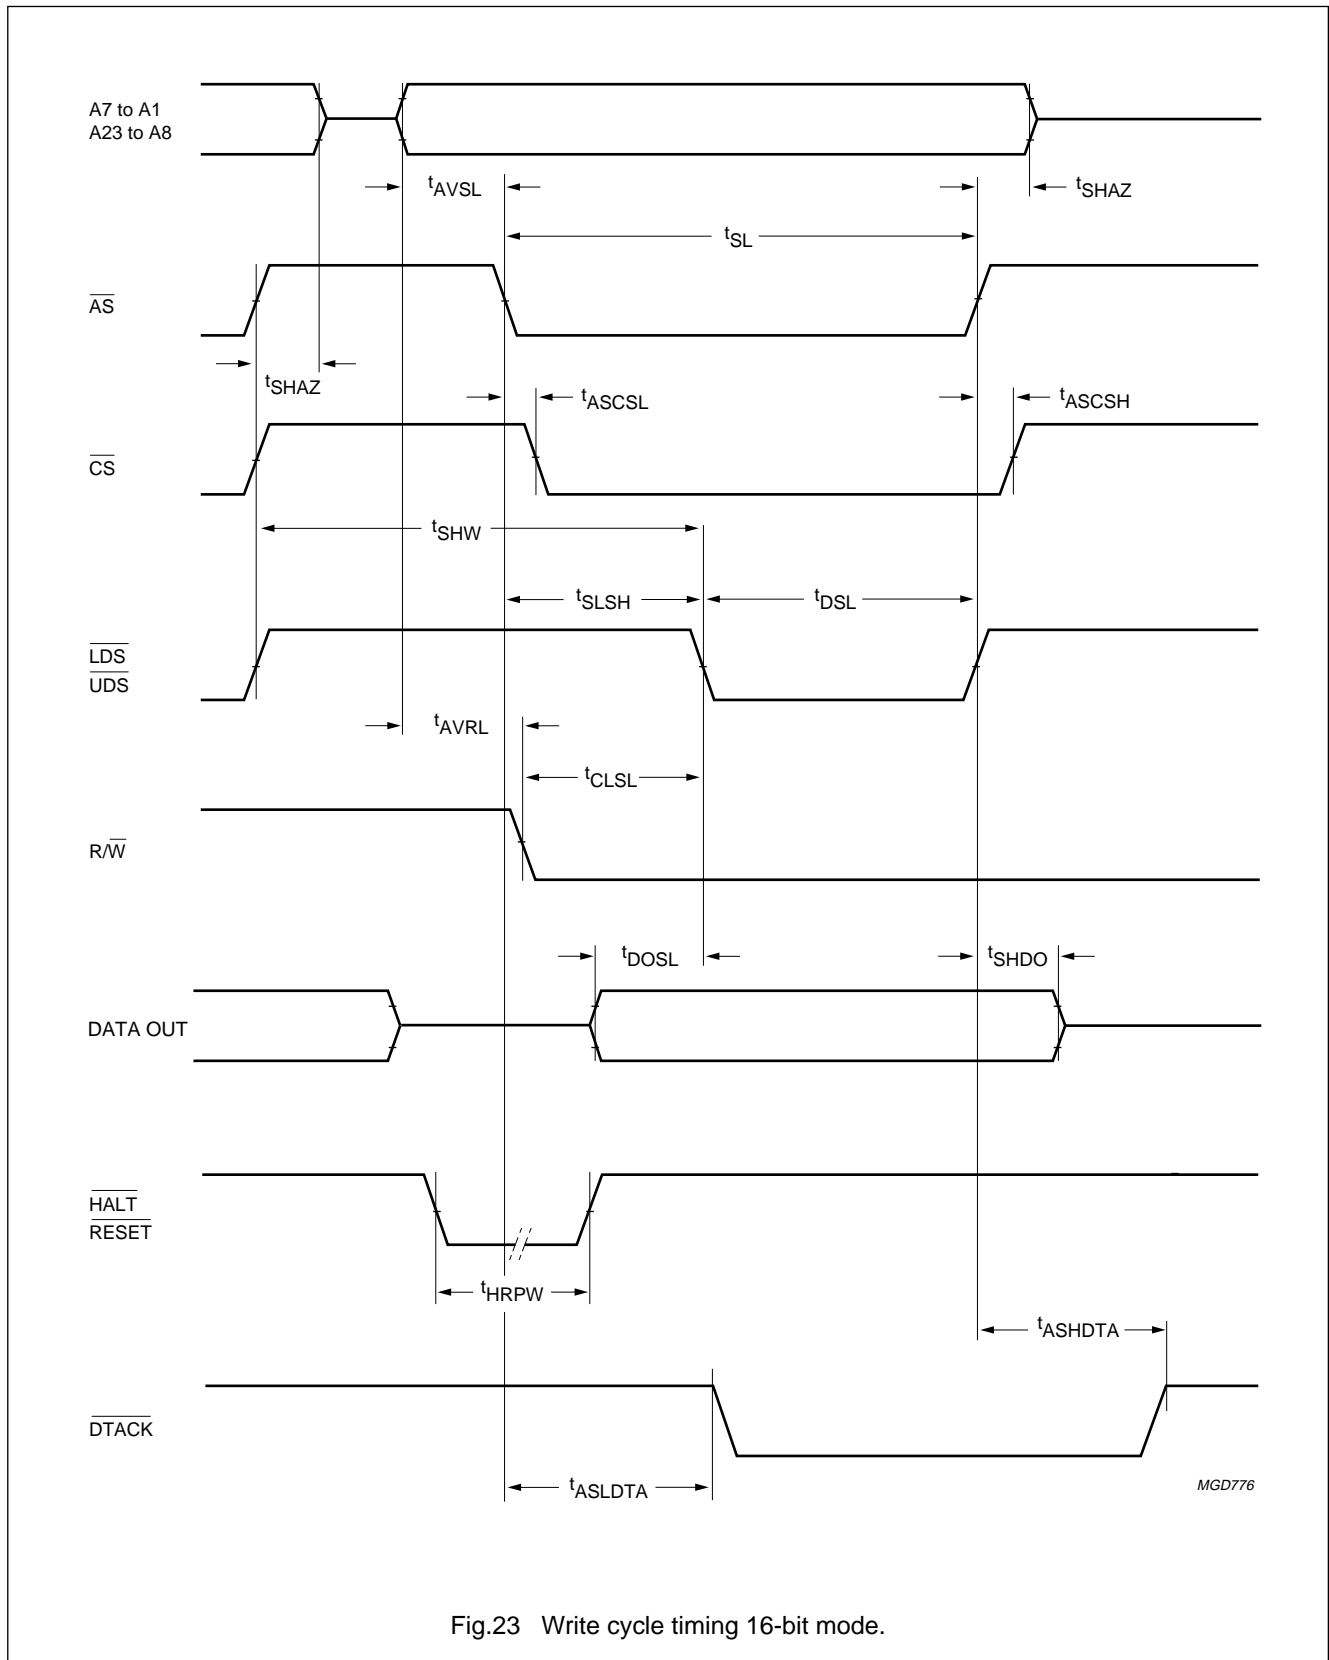 A7 to A1
A23 to A8
tAVSL
tSHAZ
tSL
AS
tSHAZ
tASCSL
tASCSH
CS
tSHW
tSLSH
tDSL
LDS
UDS
tAVRL
tCLSL
R/W
tDOSL
tSHDO
DATA OUT
HALT
RESET
tHRPW
tASHDTA
DTACK
tASLDTA
MGD776
Fig.23 Write cycle timing 16-bit mode.